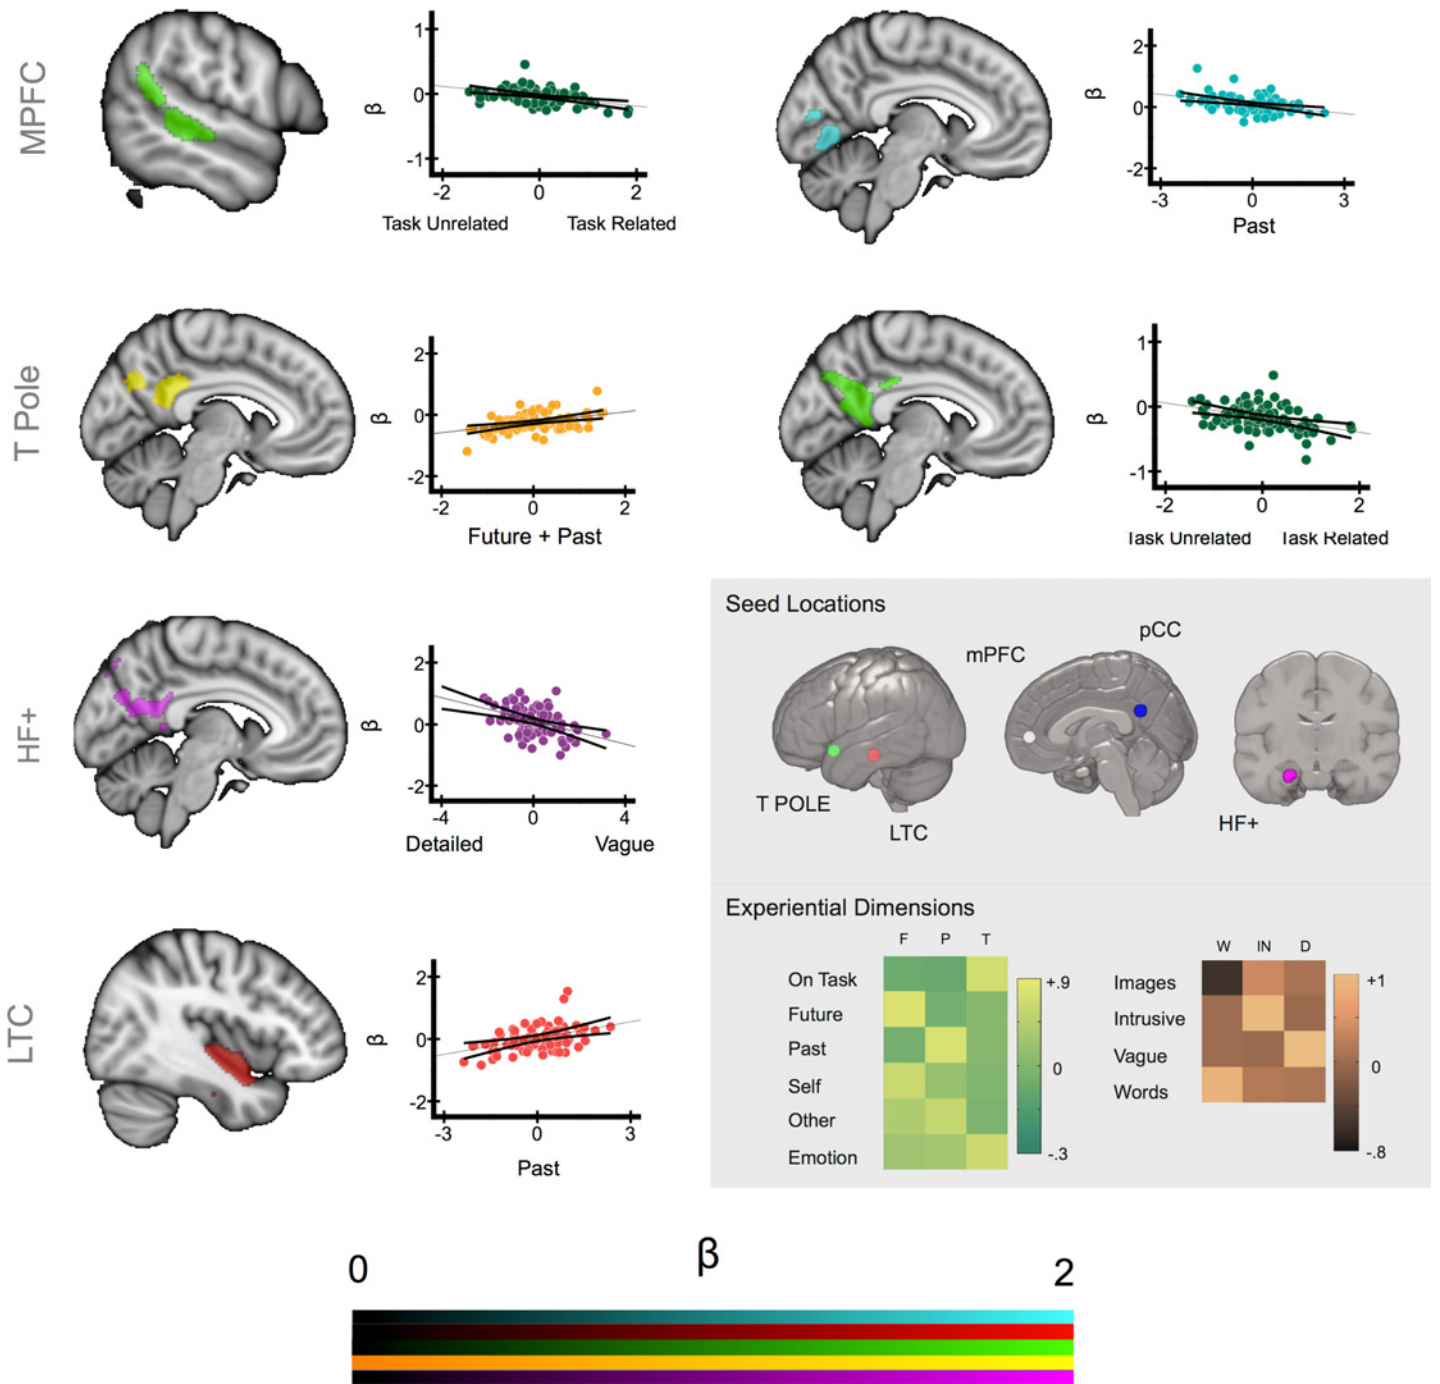 MPFC
1
0
-1
β
-2
0
2
Task Unrelated
Task Related
2
0
-2
β
-3
0
3
Past
T Pole
2
0
-2
β
-2
0
2
Future + Past
1
0
-1
β
-2
0
2
Task Unrelated
Task Related
HF+
2
0
-2
β
-4
0
4
Detailed
Vague
Seed Locations
mPFC
pCC
T POLE
LTC
HF+
LTC
2
0
-2
β
-3
0
3
Past
Experiential Dimensions
F P T
On Task
Future
Past
Self
Other
Emotion
+.9
0
-.3
W IN D
Images
Intrusive
Vague
Words
+1
0
-.8
0 β 2